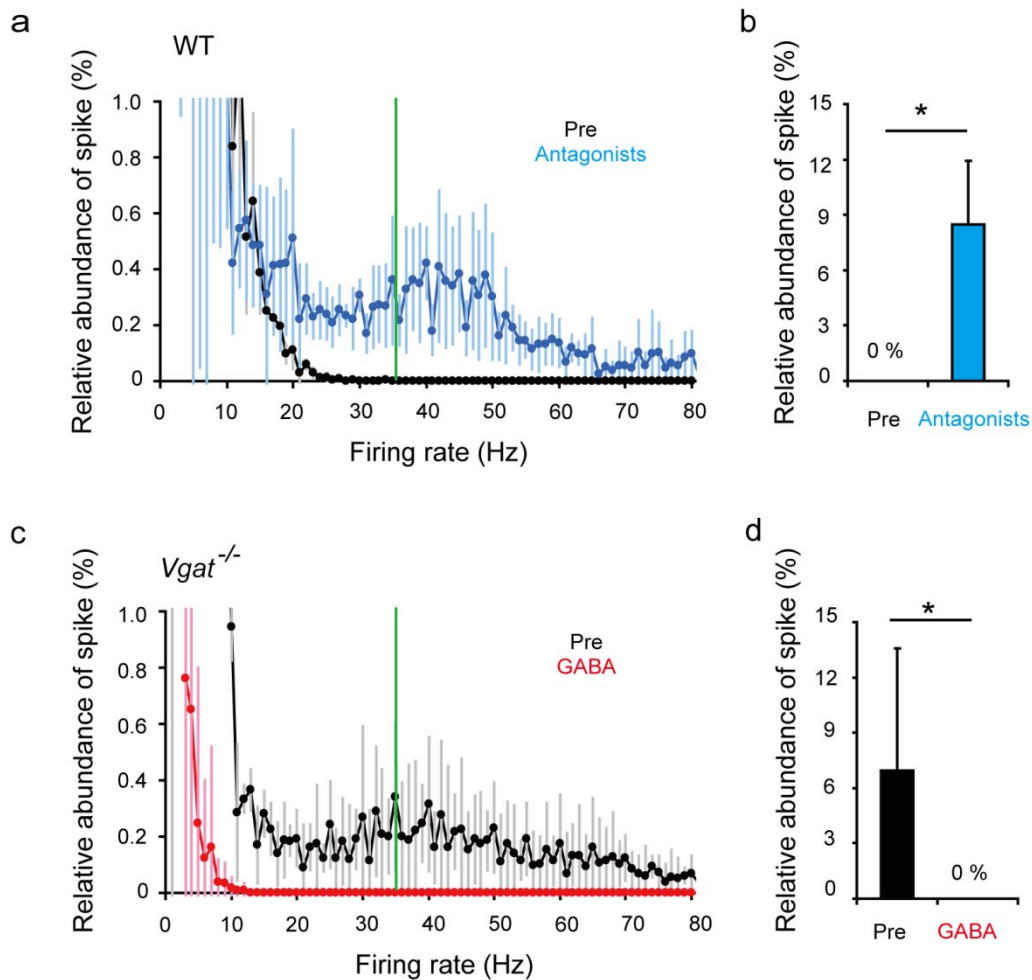 a
WT
Relative abundance of spike (%)
1.0
0.8
0.6
0.4
0.2
0
Pre
Antagonists
0 10 20 30 40 50 60 70 80
Firing rate (Hz)
b
Relative abundance of spike (%)
15
12
9
6
3
0
*
0 %
Pre Antagonists
c
Vgat -/-
Relative abundance of spike (%)
1.0
0.8
0.6
0.4
0.2
0
Pre
GABA
0 10 20 30 40 50 60 70 80
Firing rate (Hz)
d
Relative abundance of spike (%)
15
12
9
6
3
0
*
0 %
Pre GABA